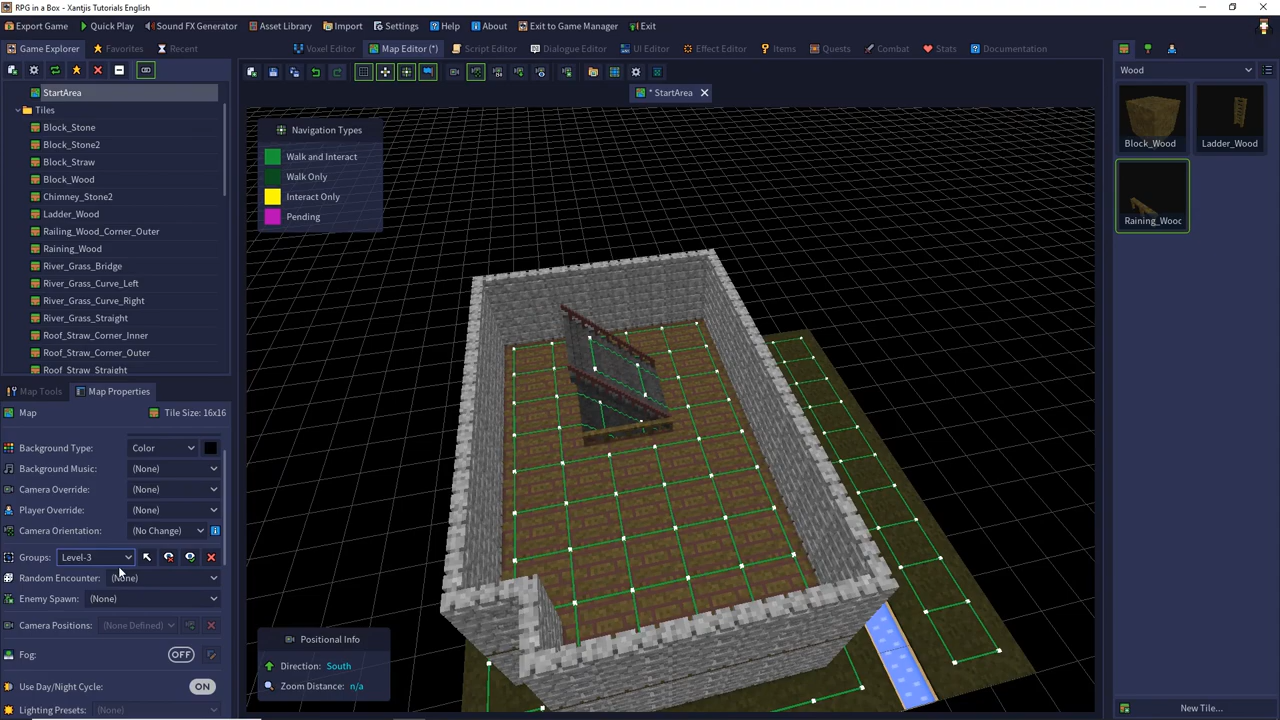 RPG in a Box - Xantjis Tutorials English
Export Game Quick Play Sound FX Generator Asset Library Import Settings Help About Exit to Game Manager Exit
Game Explorer Favorites Recent Voxel Editor Map Editor (*) Script Editor Dialogue Editor UI Editor Effect Editor Items Quests Combat Stats Documentation
Wood
StartArea
* StartArea
Tiles
Block_Stone
Block_Stone2
Block_Straw
Block_Wood
Chimney_Stone2
Ladder_Wood
Railing_Wood_Corner_Outer
Raining_Wood
River_Grass_Bridge
River_Grass_Curve_Left
River_Grass_Curve_Right
River_Grass_Straight
Roof_Straw_Corner_Inner
Roof_Straw_Corner_Outer
Roof_Straw_Straight
Navigation Types
Walk and Interact
Walk Only
Interact Only
Pending
Block_Wood Ladder_Wood
Raining_Wood
Map Tools Map Properties
Map Tile Size: 16x16
Background Type: Color
Background Music: (None)
Camera Override: (None)
Player Override: (None)
Camera Orientation: (No Change)
Groups: Level-3
Random Encounter: (None)
Enemy Spawn: (None)
Camera Positions: (None Defined)
Fog: OFF
Use Day/Night Cycle: ON
Lighting Presets: (None)
Positional Info
Direction: South
Zoom Distance: n/a
New Tile...